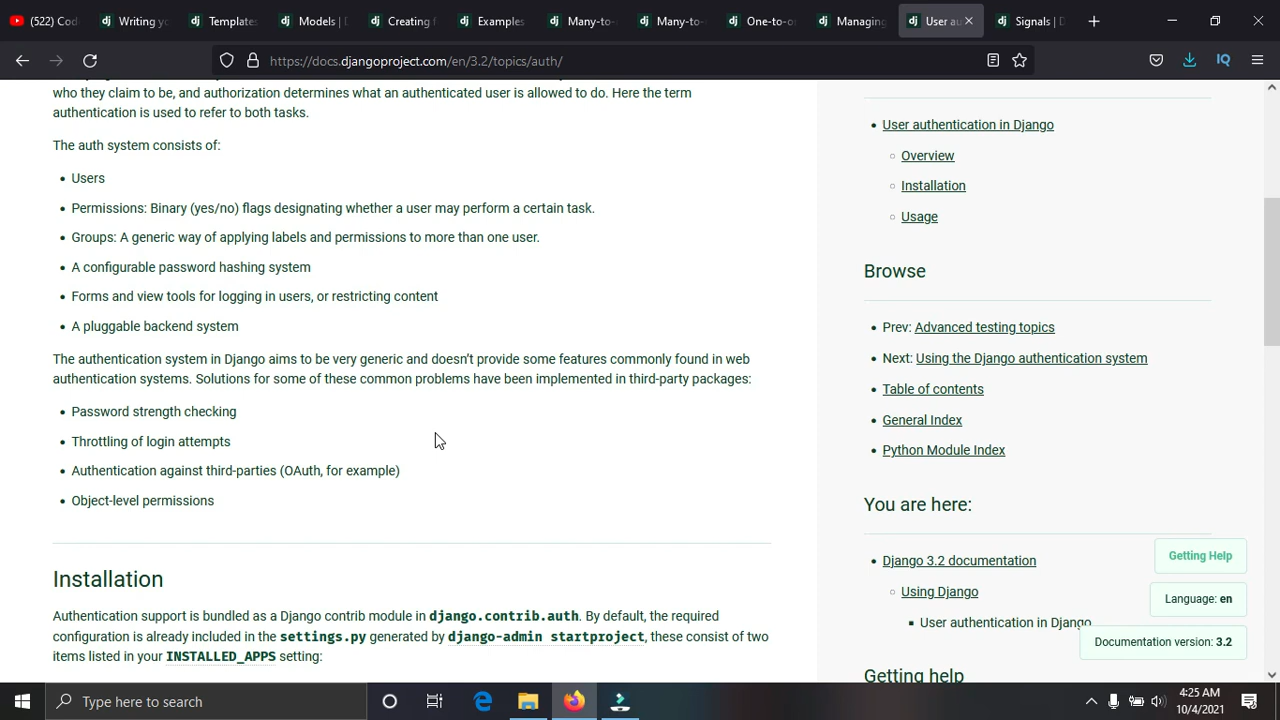 (522) Cod
Writing yo
Templates
Models | D
Creating f
Examples
Many-to-
Many-to-
One-to-o
Managing
User au
Signals | D
https://docs.djangoproject.com/en/3.2/topics/auth/
IQ
who they claim to be, and authorization determines what an authenticated user is allowed to do. Here the term
authentication is used to refer to both tasks.
The auth system consists of:
Users
Permissions: Binary (yes/no) flags designating whether a user may perform a certain task.
Groups: A generic way of applying labels and permissions to more than one user.
A configurable password hashing system
Forms and view tools for logging in users, or restricting content
A pluggable backend system
The authentication system in Django aims to be very generic and doesn't provide some features commonly found in web
authentication systems. Solutions for some of these common problems have been implemented in third-party packages:
Password strength checking
Throttling of login attempts
Authentication against third-parties (OAuth, for example)
Object-level permissions
Installation
Authentication support is bundled as a Django contrib module in django.contrib.auth. By default, the required
configuration is already included in the settings.py generated by django-admin startproject, these consist of two
items listed in your INSTALLED_APPS setting:
User authentication in Django
Overview
Installation
Usage
Browse
Prev: Advanced testing topics
Next: Using the Django authentication system
Table of contents
General Index
Python Module Index
You are here:
Django 3.2 documentation
Using Django
User authentication in Django
Getting help
Getting Help
Language: en
Documentation version: 3.2
Type here to search
4:25 AM
10/4/2021